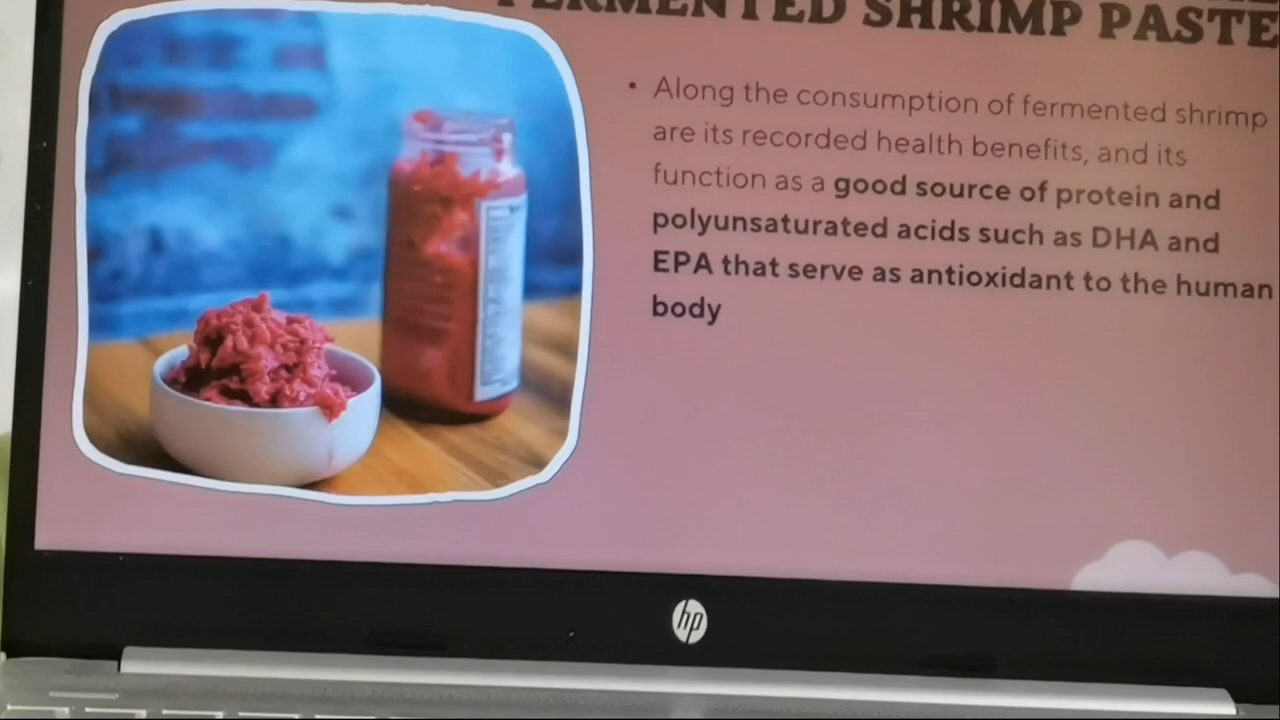 FERMENTED SHRIMP PASTE
• Along the consumption of fermented shrimp
are its recorded health benefits, and its
function as a good source of protein and
polyunsaturated acids such as DHA and
EPA that serve as antioxidant to the human
body
hp